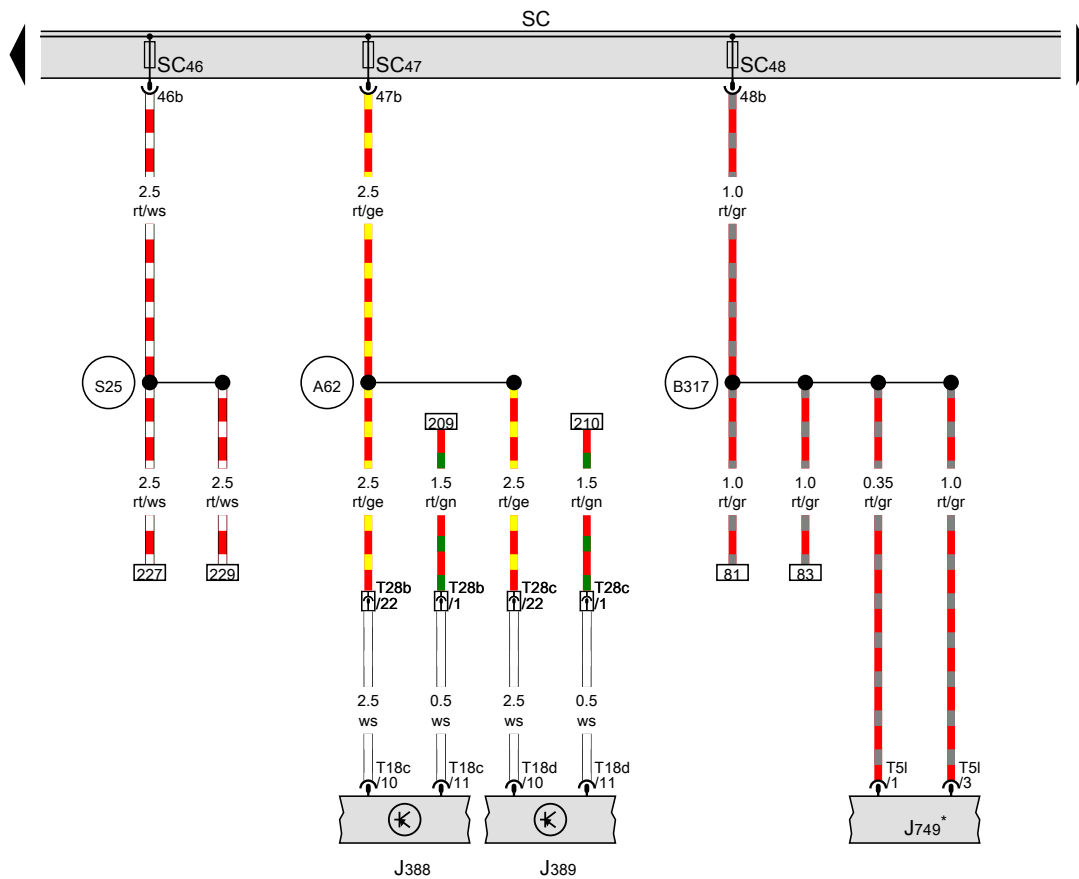 SC
SC46 SC47 SC48
46b 47b 48b
2.5 2.5 1.0
rt/ws rt/ge rt/gr
S25 A62 B317
209 210
2.5 2.5 2.5 1.5 2.5 1.5 1.0 1.0 0.35 1.0
rt/ws rt/ws rt/ge rt/gn rt/ge rt/gn rt/gr rt/gr rt/gr rt/gr
227 229 81 83
T28b T28b T28c T28c
/22 /1 /22 /1
2.5 0.5 2.5 0.5
ws ws ws ws
T18c T18c T18d T18d T5l T5l
/10 /11 /10 /11 /1 /3
J749*
J388 J389